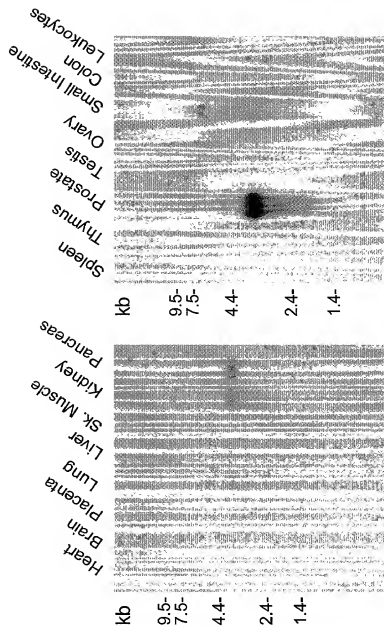 Heart
Brain
Placenta
Lung
Liver
Sk. Muscle
Kidney
Pancreas
kb
9.5-
7.5-
4.4-
2.4-
1.4-
Spleen
Thymus
Prostate
Testis
Ovary
Small Intestine
Colon
Leukocytes
kb
9.5-
7.5-
4.4-
2.4-
1.4-